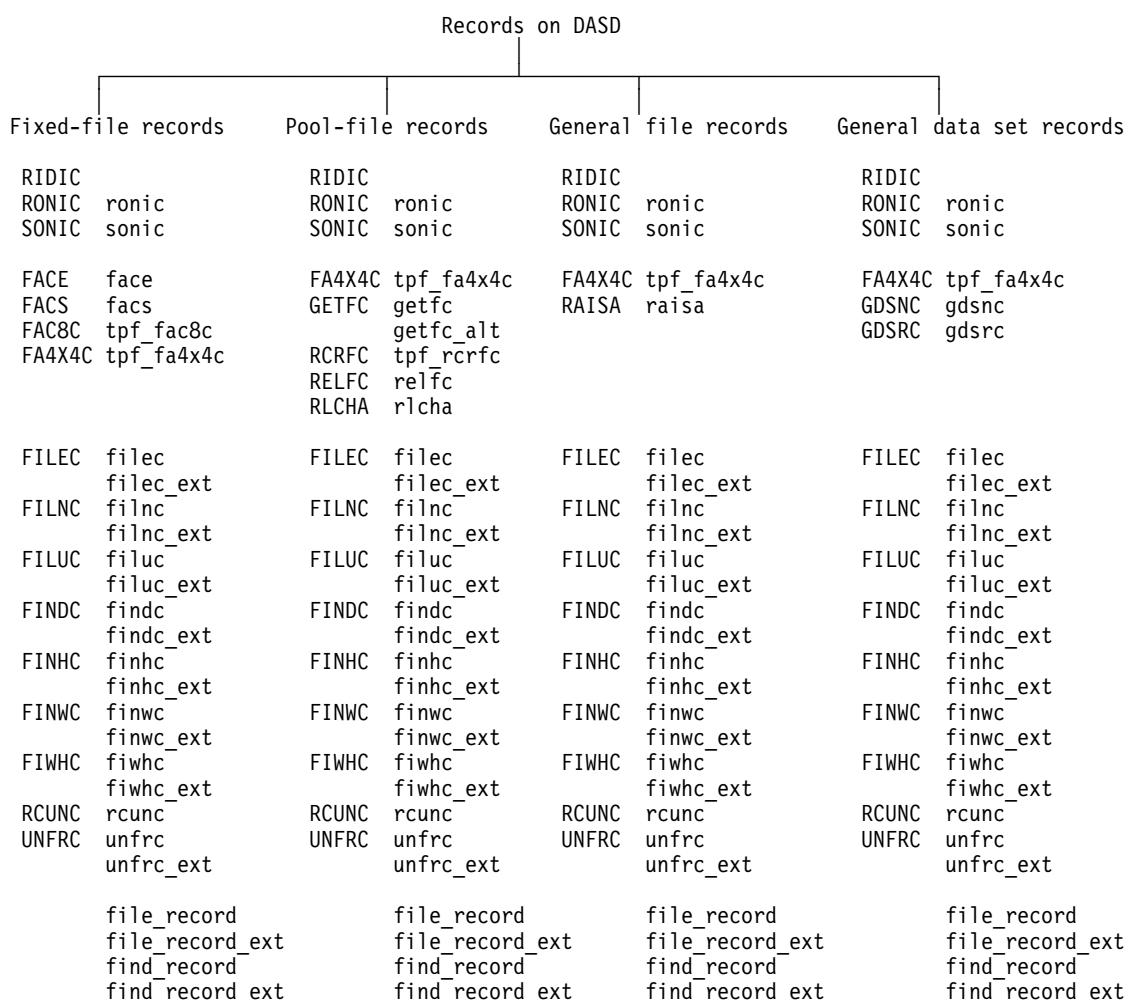 Records on DASD
Fixed-file records Pool-file records General file records General data set records
RIDIC RIDIC RIDIC RIDIC
RONIC ronic RONIC ronic RONIC ronic RONIC ronic
SONIC sonic SONIC sonic SONIC sonic SONIC sonic
FACE face FA4X4C tpf_fa4x4c FA4X4C tpf_fa4x4c FA4X4C tpf_fa4x4c
FACS facs GETFC getfc RAISA raisa GDSNC gdsnc
FAC8C tpf_fac8c getfc_alt GDSRC gdsrc
FA4X4C tpf_fa4x4c RCRFC tpf_rcrfc
RELFC relfc
RLCHA rlcha
FILEC filec FILEC filec FILEC filec FILEC filec
filec_ext filec_ext filec_ext filec_ext
FILNC filnc FILNC filnc FILNC filnc FILNC filnc
filnc_ext filnc_ext filnc_ext filnc_ext
FILUC filuc FILUC filuc FILUC filuc FILUC filuc
filuc_ext filuc_ext filuc_ext filuc_ext
FINDC findc FINDC findc FINDC findc FINDC findc
findc_ext findc_ext findc_ext findc_ext
FINHC finhc FINHC finhc FINHC finhc FINHC finhc
finhc_ext finhc_ext finhc_ext finhc_ext
FINWC finwc FINWC finwc FINWC finwc FINWC finwc
finwc_ext finwc_ext finwc_ext finwc_ext
FIWHC fiwhc FIWHC fiwhc FIWHC fiwhc FIWHC fiwhc
fiwhc_ext fiwhc_ext fiwhc_ext fiwhc_ext
RCUNC rcunc RCUNC rcunc RCUNC rcunc RCUNC rcunc
UNFRC unfrc UNFRC unfrc UNFRC unfrc UNFRC unfrc
unfrc_ext unfrc_ext unfrc_ext unfrc_ext
file_record file_record file_record file_record
file_record_ext file_record_ext file_record_ext file_record_ext
find_record find_record find_record find_record
find_record_ext find_record_ext find_record_ext find_record_ext